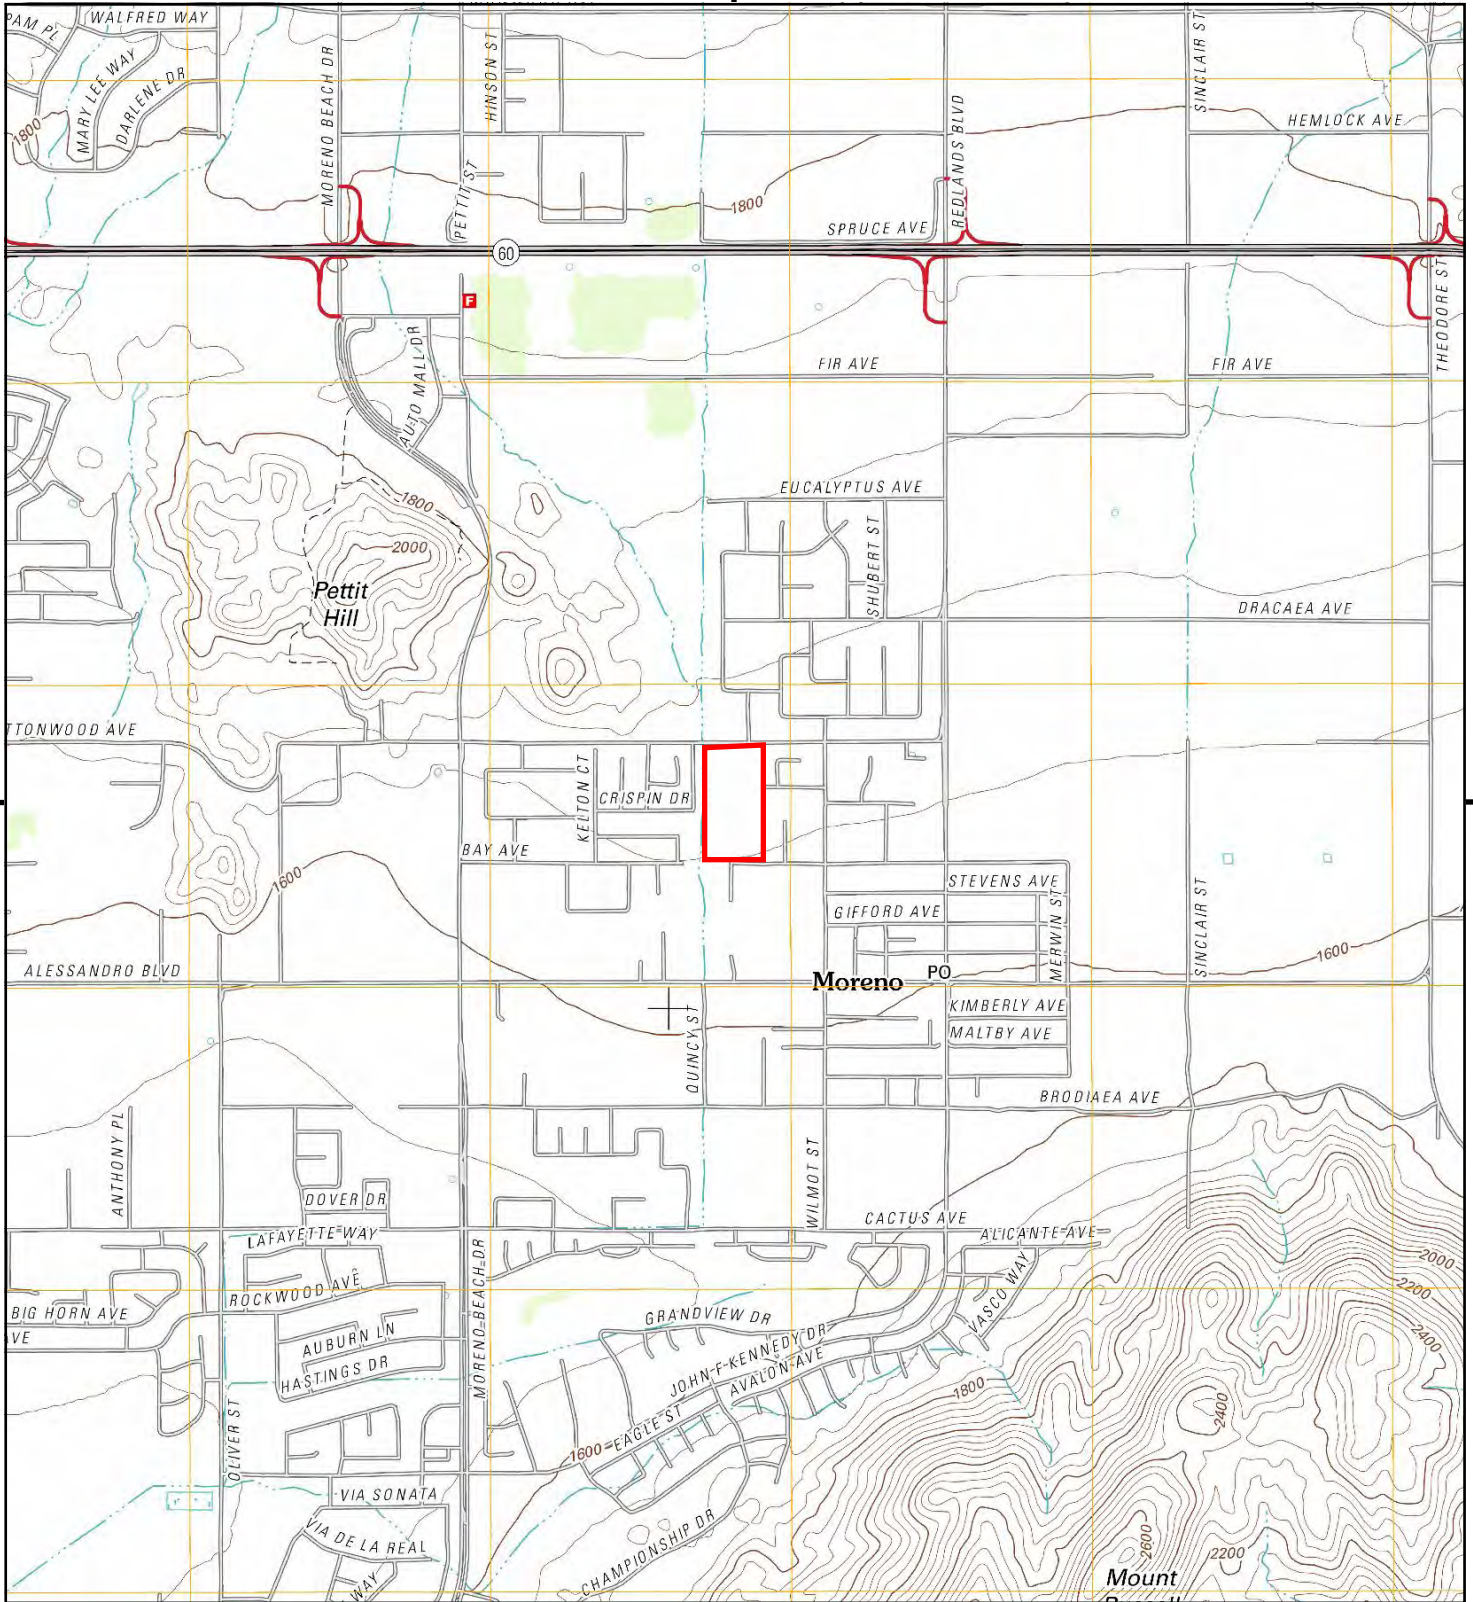 PAM PL
WALFRED WAY
MARY LEE WAY
DARLENE DR
MORENO BEACH DR
HINSON ST
PETTIT ST
REDLANDS BLVD
SINCLAIR ST
HEMLOCK AVE
1800
1800
SPRUCE AVE
60
F
THEODORE ST
AUTO MALL DR
FIR AVE
FIR AVE
1800
2000
EUCALYPTUS AVE
SHUBERT ST
Pettit
Hill
DRACAEA AVE
TTONWOOD AVE
KELTON CT
CRISPIN DR
BAY AVE
1600
STEVENS AVE
GIFFORD AVE
MERWIN ST
SINCLAIR ST
1600
ALESSANDRO BLVD
Moreno
PO
KIMBERLY AVE
MALTBY AVE
QUINCY ST
BRODIAEA AVE
ANTHONY PL
WILMOT ST
DOVER DR
LAFAYETTE WAY
CACTUS AVE
ALICANTE AVE
MORENO BEACH DR
VASCO WAY
2000
2200
2400
ROCKWOOD AVE
BIG HORN AVE
VE
AUBURN LN
HASTINGS DR
GRANDVIEW DR
JOHN F KENNEDY DR
AVALON AVE
1800
2400
OLIVER ST
EAGLE ST
1600
VIA SONATA
VIA DE LA REAL
WAY
CHAMPIONSHIP DR
2600
2200
Mount